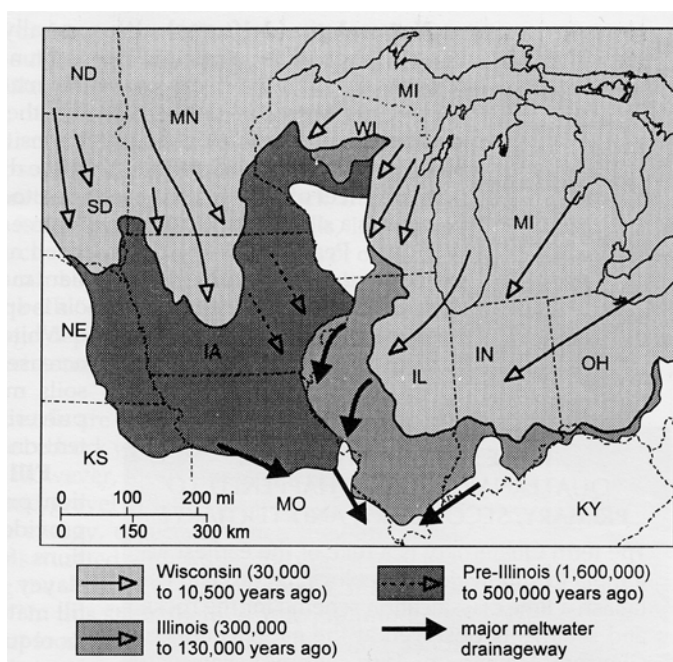 ND
MN
MI
WI
SD
MI
NE
IA
IL
IN
OH
KS
MO
KY
0 100 200 mi
0 150 300 km
Wisconsin (30,000
to 10,500 years ago)
Illinois (300,000
to 130,000 years ago)
Pre-Illinois (1,600,000)
to 500,000 years ago)
major meltwater
drainageway